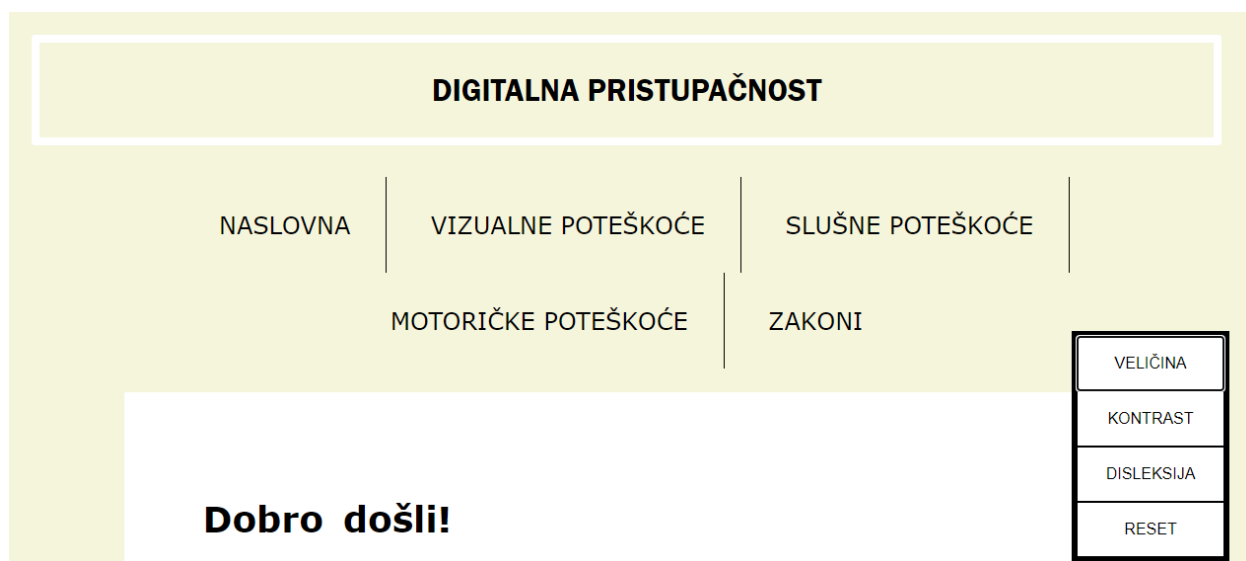 DIGITALNA PRISTUPAČNOST
NASLOVNA VIZUALNE POTEŠKOĆE SLUŠNE POTEŠKOĆE
MOTORIČKE POTEŠKOĆE ZAKONI
VELIČINA
KONTRAST
DISLEKSIJA
RESET
Dobro došli!